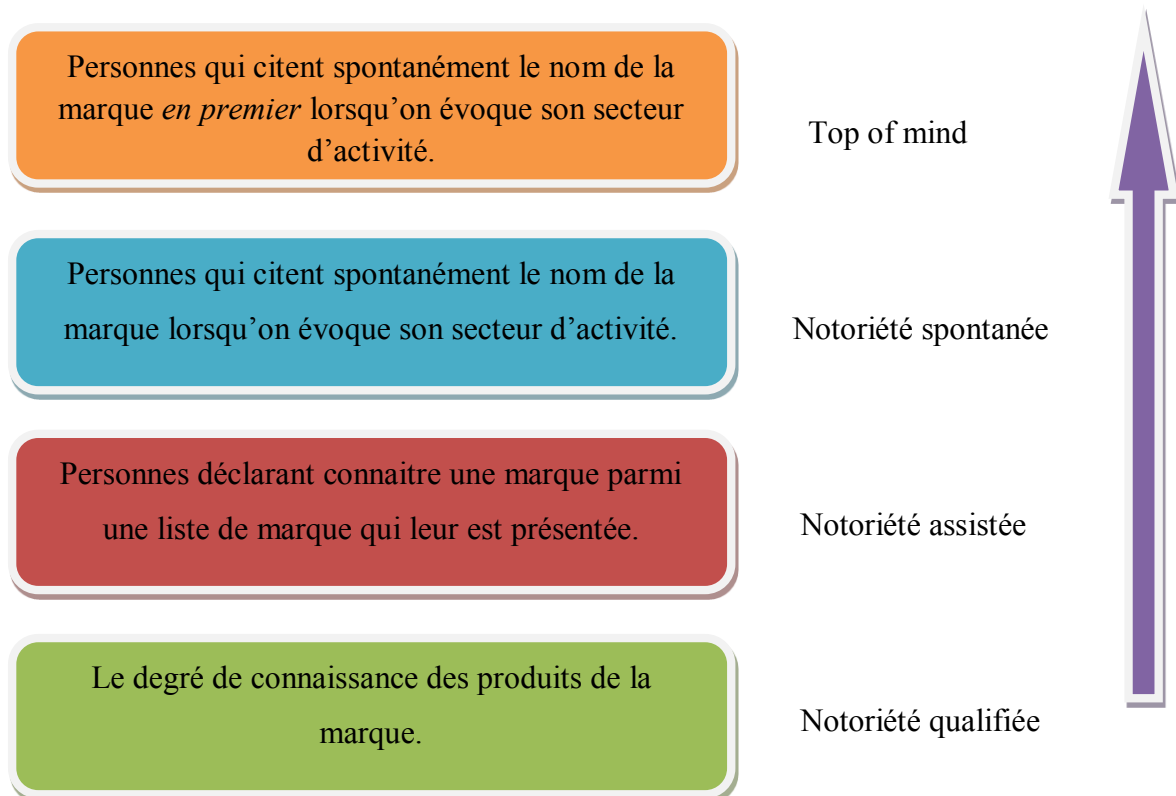 Personnes qui citent spontanément le nom de la
marque en premier lorsqu’on évoque son secteur
d’activité.
Top of mind
Personnes qui citent spontanément le nom de la
marque lorsqu’on évoque son secteur d’activité.
Notoriété spontanée
Personnes déclarant connaitre une marque parmi
une liste de marque qui leur est présentée.
Notoriété assistée
Le degré de connaissance des produits de la
marque.
Notoriété qualifiée